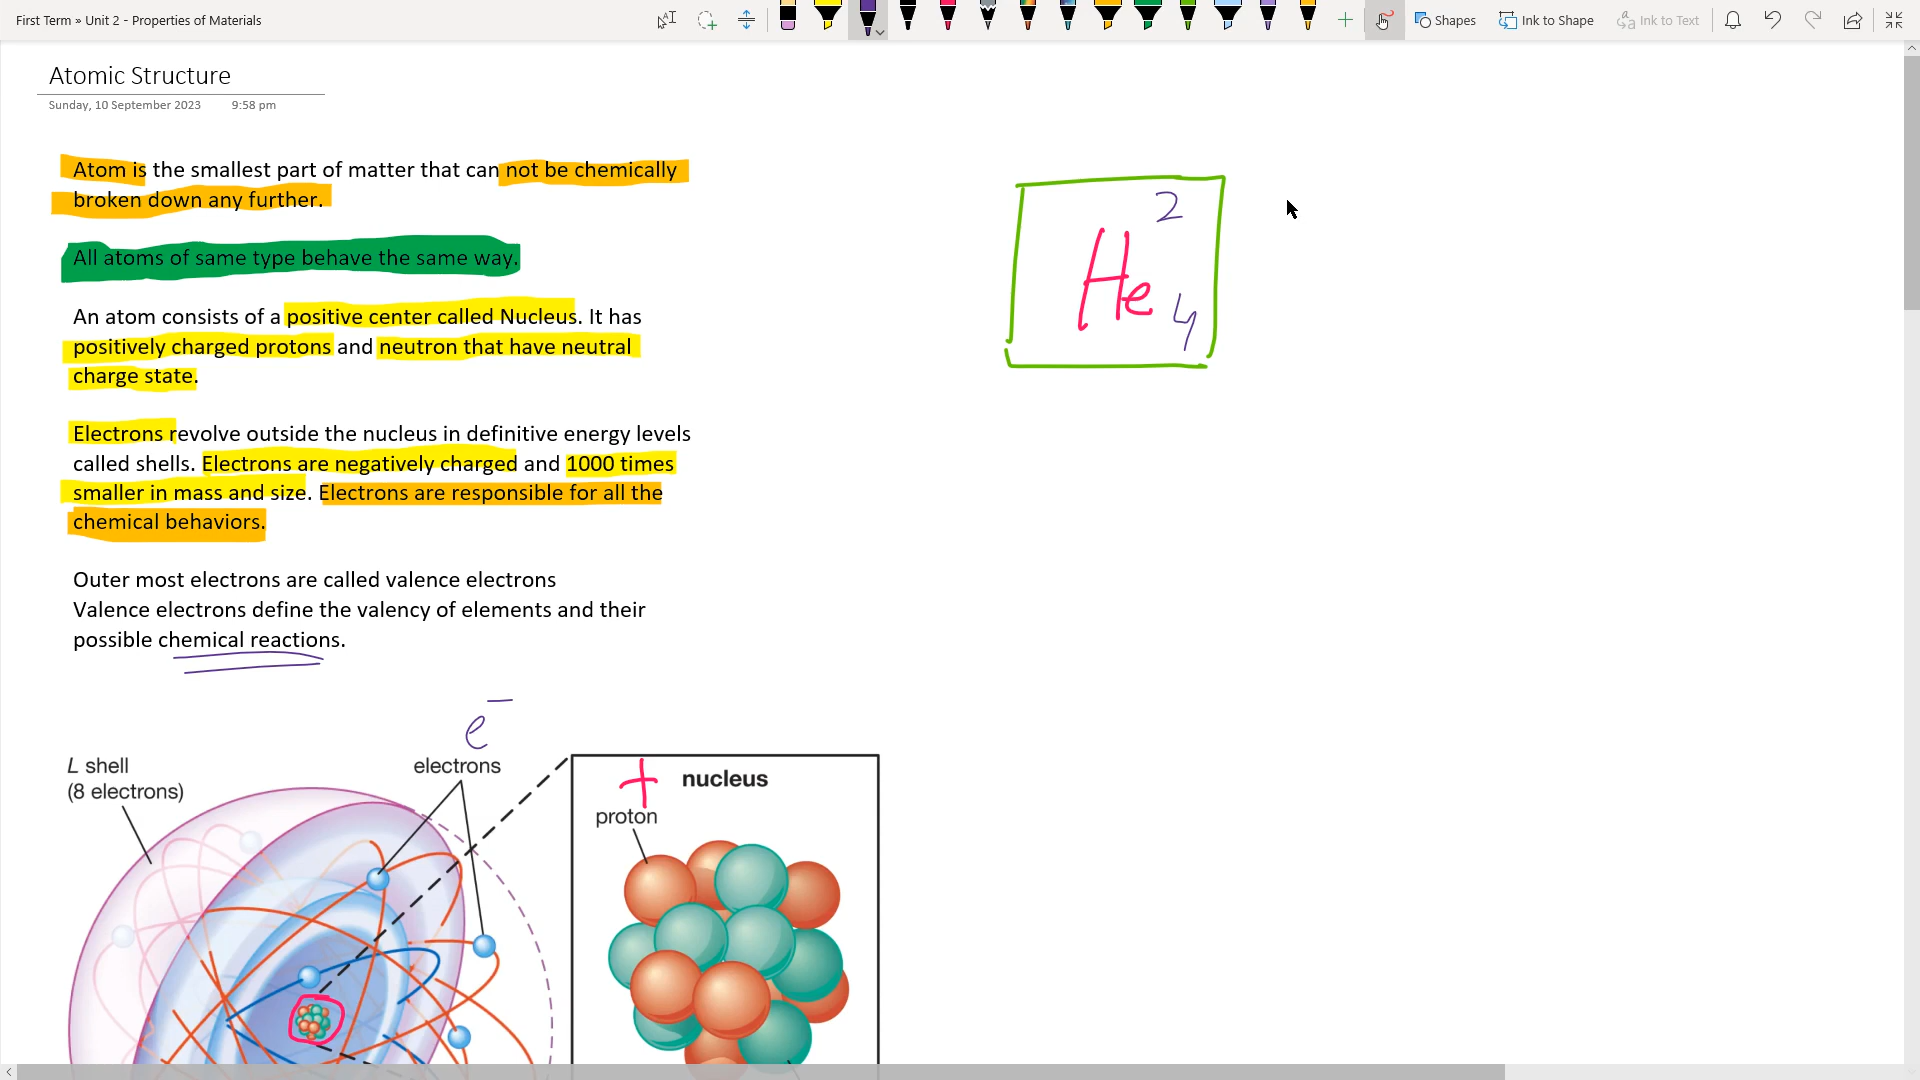 First Term » Unit 2 - Properties of Materials
Shapes
Ink to Shape
Ink to Text
Atomic Structure
Sunday, 10 September 2023 9:58 pm
Atom is the smallest part of matter that can not be chemically
broken down any further.
All atoms of same type behave the same way.
An atom consists of a positive center called Nucleus. It has
positively charged protons and neutron that have neutral
charge state.
Electrons revolve outside the nucleus in definitive energy levels
called shells. Electrons are negatively charged and 1000 times
smaller in mass and size. Electrons are responsible for all the
chemical behaviors.
Outer most electrons are called valence electrons
Valence electrons define the valency of elements and their
possible chemical reactions.
2
He
4
e⁻
L shell
(8 electrons)
electrons
+
nucleus
proton